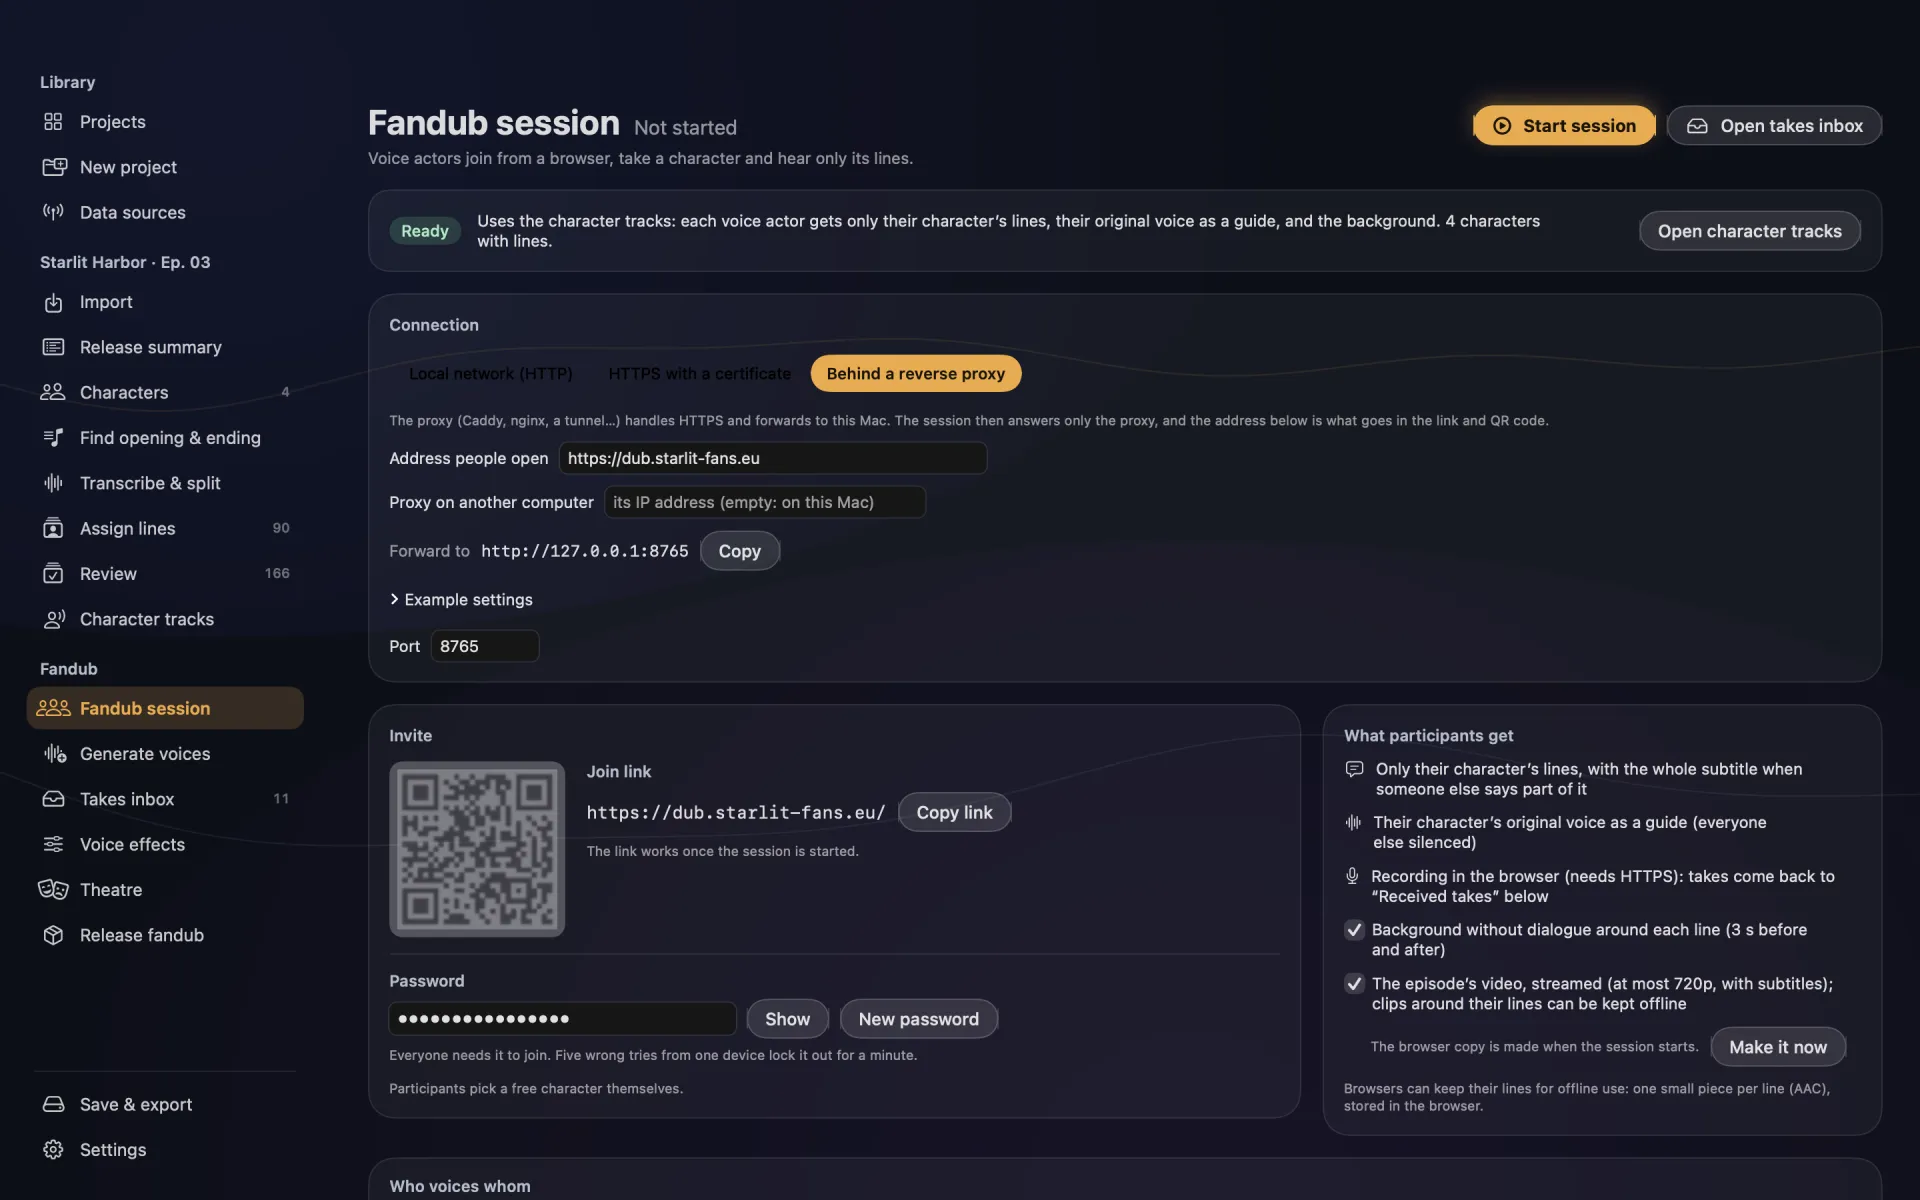 Library
Projects
New project
Data sources
Starlit Harbor · Ep. 03
Import
Release summary
Characters 4
Find opening & ending
Transcribe & split
Assign lines 90
Review 166
Character tracks
Fandub
Fandub session
Generate voices
Takes inbox 11
Voice effects
Theatre
Release fandub
Save & export
Settings
Fandub session Not started
Voice actors join from a browser, take a character and hear only its lines.
Start session
Open takes inbox
Ready
Uses the character tracks: each voice actor gets only their character’s lines, their original voice as a guide, and the background. 4 characters
with lines.
Open character tracks
Connection
Local network (HTTP) HTTPS with a certificate Behind a reverse proxy
The proxy (Caddy, nginx, a tunnel…) handles HTTPS and forwards to this Mac. The session then answers only the proxy, and the address below is what goes in the link and QR code.
Address people open https://dub.starlit-fans.eu
Proxy on another computer its IP address (empty: on this Mac)
Forward to http://127.0.0.1:8765 Copy
Example settings
Port 8765
Invite
Join link
https://dub.starlit-fans.eu/ Copy link
The link works once the session is started.
Password
Show New password
Everyone needs it to join. Five wrong tries from one device lock it out for a minute.
Participants pick a free character themselves.
What participants get
Only their character’s lines, with the whole subtitle when
someone else says part of it
Their character’s original voice as a guide (everyone
else silenced)
Recording in the browser (needs HTTPS): takes come back to
“Received takes” below
Background without dialogue around each line (3 s before
and after)
The episode’s video, streamed (at most 720p, with subtitles);
clips around their lines can be kept offline
The browser copy is made when the session starts. Make it now
Browsers can keep their lines for offline use: one small piece per line (AAC),
stored in the browser.
Who voices whom